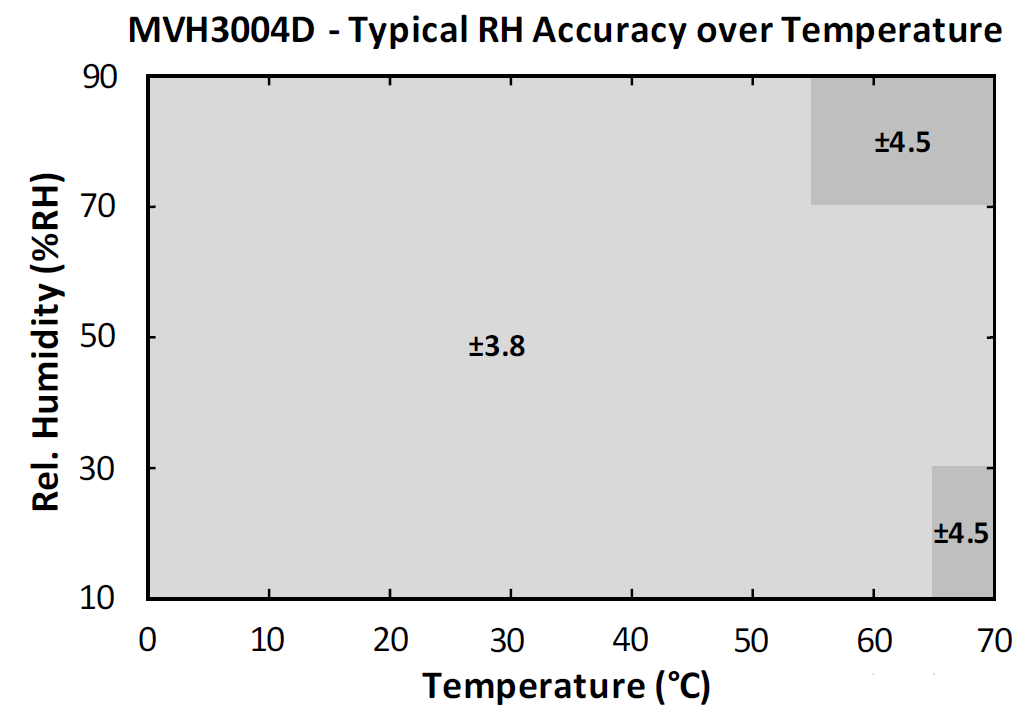 MVH3004D - Typical RH Accuracy over Temperature
90
±4.5
70
Rel. Humidity (%RH)
50
±3.8
30
±4.5
10
0 10 20 30 40 50 60 70
Temperature (°C)